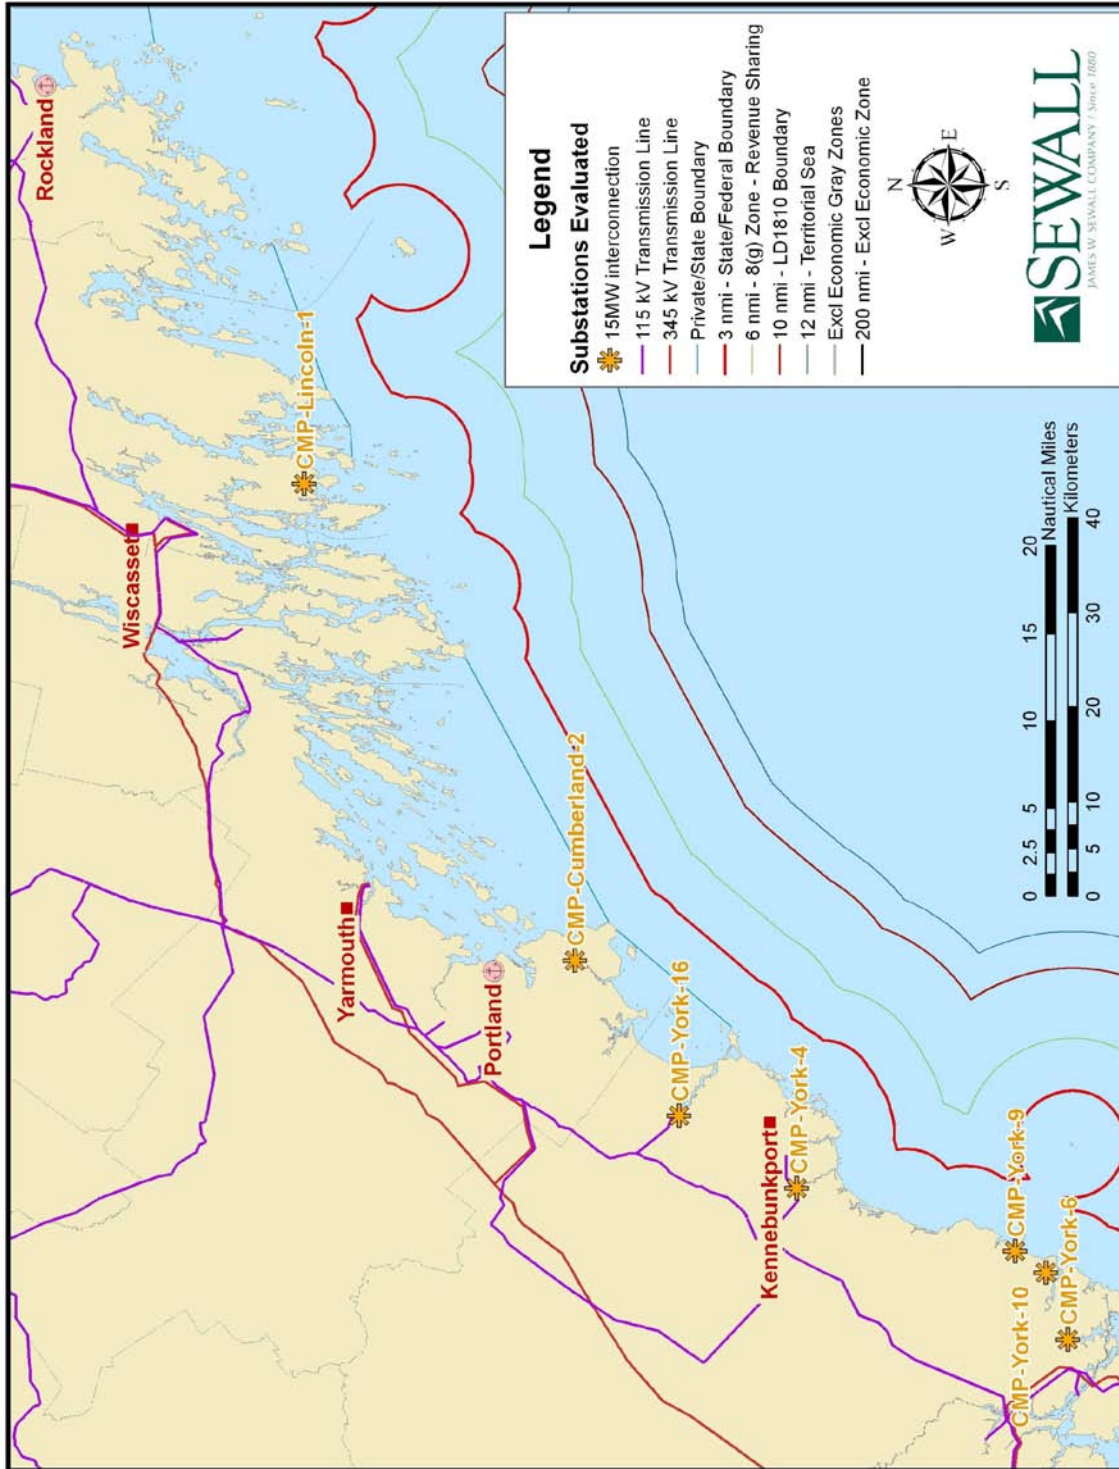 Rockland
CMP-Lincoln-1
Wiscasset
CMP-Cumberland-2
Yarmouth
Portland
CMP-York-16
CMP-York-4
Kennebunkport
CMP-York-9
CMP-York-6
CMP-York-10
Legend
Substations Evaluated
15MW interconnection
115 kV Transmission Line
345 kV Transmission Line
Private/State Boundary
3 nmi - State/Federal Boundary
6 nmi - 8(g) Zone - Revenue Sharing
10 nmi - LD1810 Boundary
12 nmi - Territorial Sea
Excl Economic Gray Zones
200 nmi - Excl Economic Zone
N
W E
S
SEWALL
JAMES W. SEWALL COMPANY / Since 1880
0 2.5 5 10 15 20
Nautical Miles
Kilometers
0 5 10 20 30 40